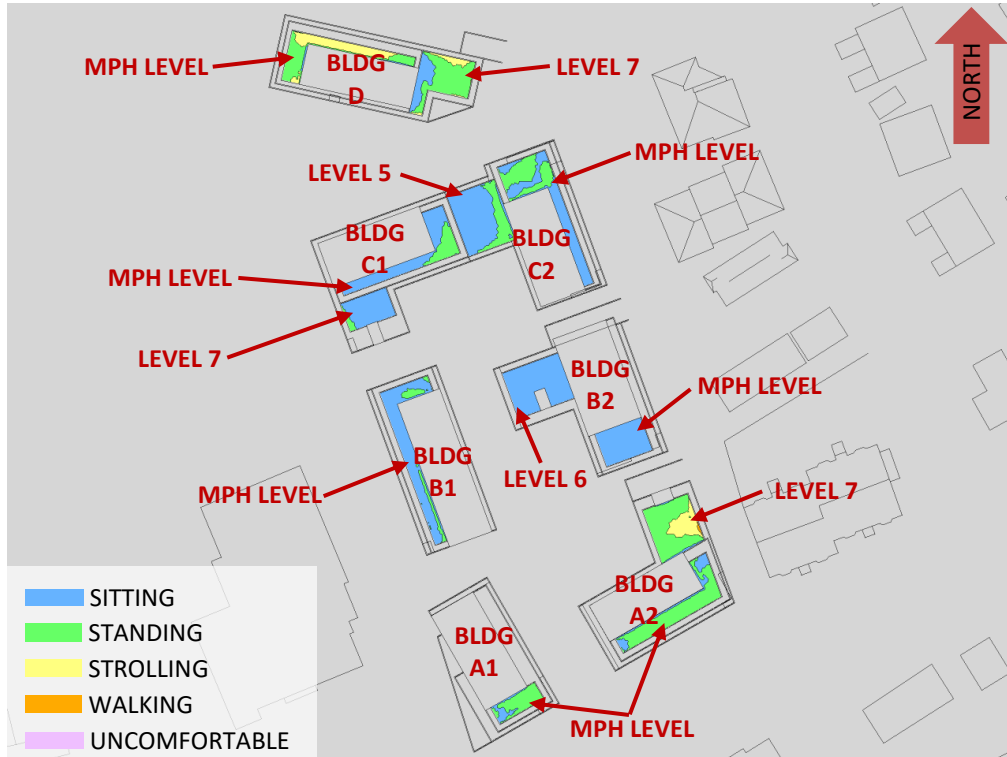 NORTH
BLDG
D
MPH LEVEL
LEVEL 7
MPH LEVEL
LEVEL 5
BLDG
C1
BLDG
C2
MPH LEVEL
LEVEL 7
BLDG
B2
MPH LEVEL
BLDG
B1
LEVEL 6
MPH LEVEL
LEVEL 7
BLDG
A2
BLDG
A1
MPH LEVEL
SITTING
STANDING
STROLLING
WALKING
UNCOMFORTABLE